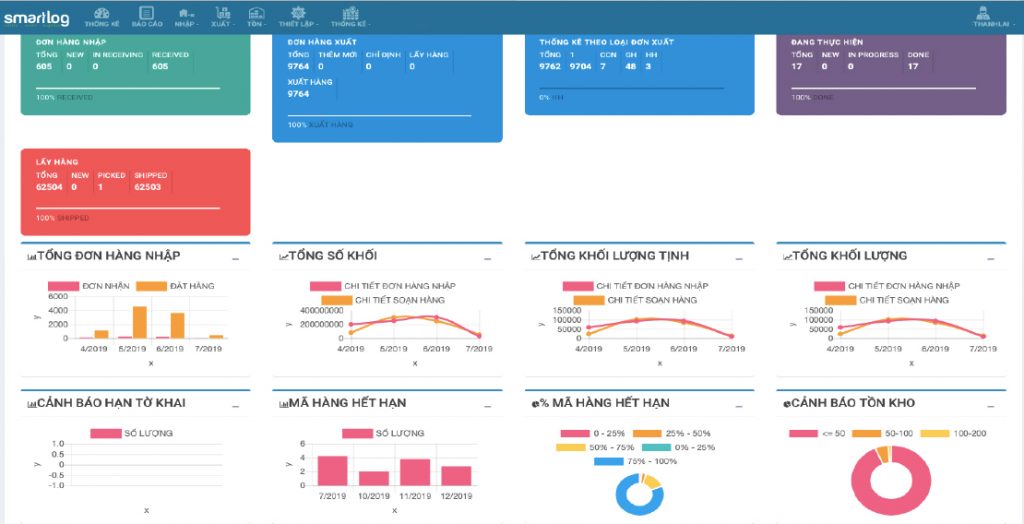 smartlog
THỐNG KÊ BÁO CÁO NHẬP XUẤT TỒN THIẾT LẬP THỐNG KÊ THANH.LAI
ĐƠN HÀNG NHẬP
TỔNG NEW IN RECEIVING RECEIVED
605 0 0 605
100% RECEIVED
ĐƠN HÀNG XUẤT
TỔNG THÊM MỚI CHỈ ĐỊNH LẤY HÀNG
9764 0 0 0
XUẤT HÀNG
9764
100% XUẤT HÀNG
THỐNG KÊ THEO LOẠI ĐƠN XUẤT
TỔNG 1 CCN GH HH
9762 9704 7 48 3
0% HH
ĐANG THỰC HIỆN
TỔNG NEW IN PROGRESS DONE
17 0 0 17
100% DONE
LẤY HÀNG
TỔNG NEW PICKED SHIPPED
62504 0 1 62503
100% SHIPPED
TỔNG ĐƠN HÀNG NHẬP
ĐƠN NHẬN ĐẶT HÀNG
6000
4000
2000
0
y
4/2019 5/2019 6/2019 7/2019
x
TỔNG SỐ KHỐI
CHI TIẾT ĐƠN HÀNG NHẬP
CHI TIẾT SOẠN HÀNG
400000000
200000000
y
4/2019 5/2019 6/2019 7/2019
x
TỔNG KHỐI LƯỢNG TỊNH
CHI TIẾT ĐƠN HÀNG NHẬP
CHI TIẾT SOẠN HÀNG
150000
100000
50000
0
y
4/2019 5/2019 6/2019 7/2019
x
TỔNG KHỐI LƯỢNG
CHI TIẾT ĐƠN HÀNG NHẬP
CHI TIẾT SOẠN HÀNG
150000
100000
50000
0
y
4/2019 5/2019 6/2019 7/2019
x
CẢNH BÁO HẠN TỜ KHAI
SỐ LƯỢNG
1.0
0.5
0
-0.5
-1.0
y
x
MÃ HÀNG HẾT HẠN
SỐ LƯỢNG
6
4
2
0
y
7/2019 10/2019 11/2019 12/2019
x
% MÃ HÀNG HẾT HẠN
0 - 25% 25% - 50%
50% - 75% 0% - 25%
75% - 100%
CẢNH BÁO TỒN KHO
<= 50 50-100 100-200